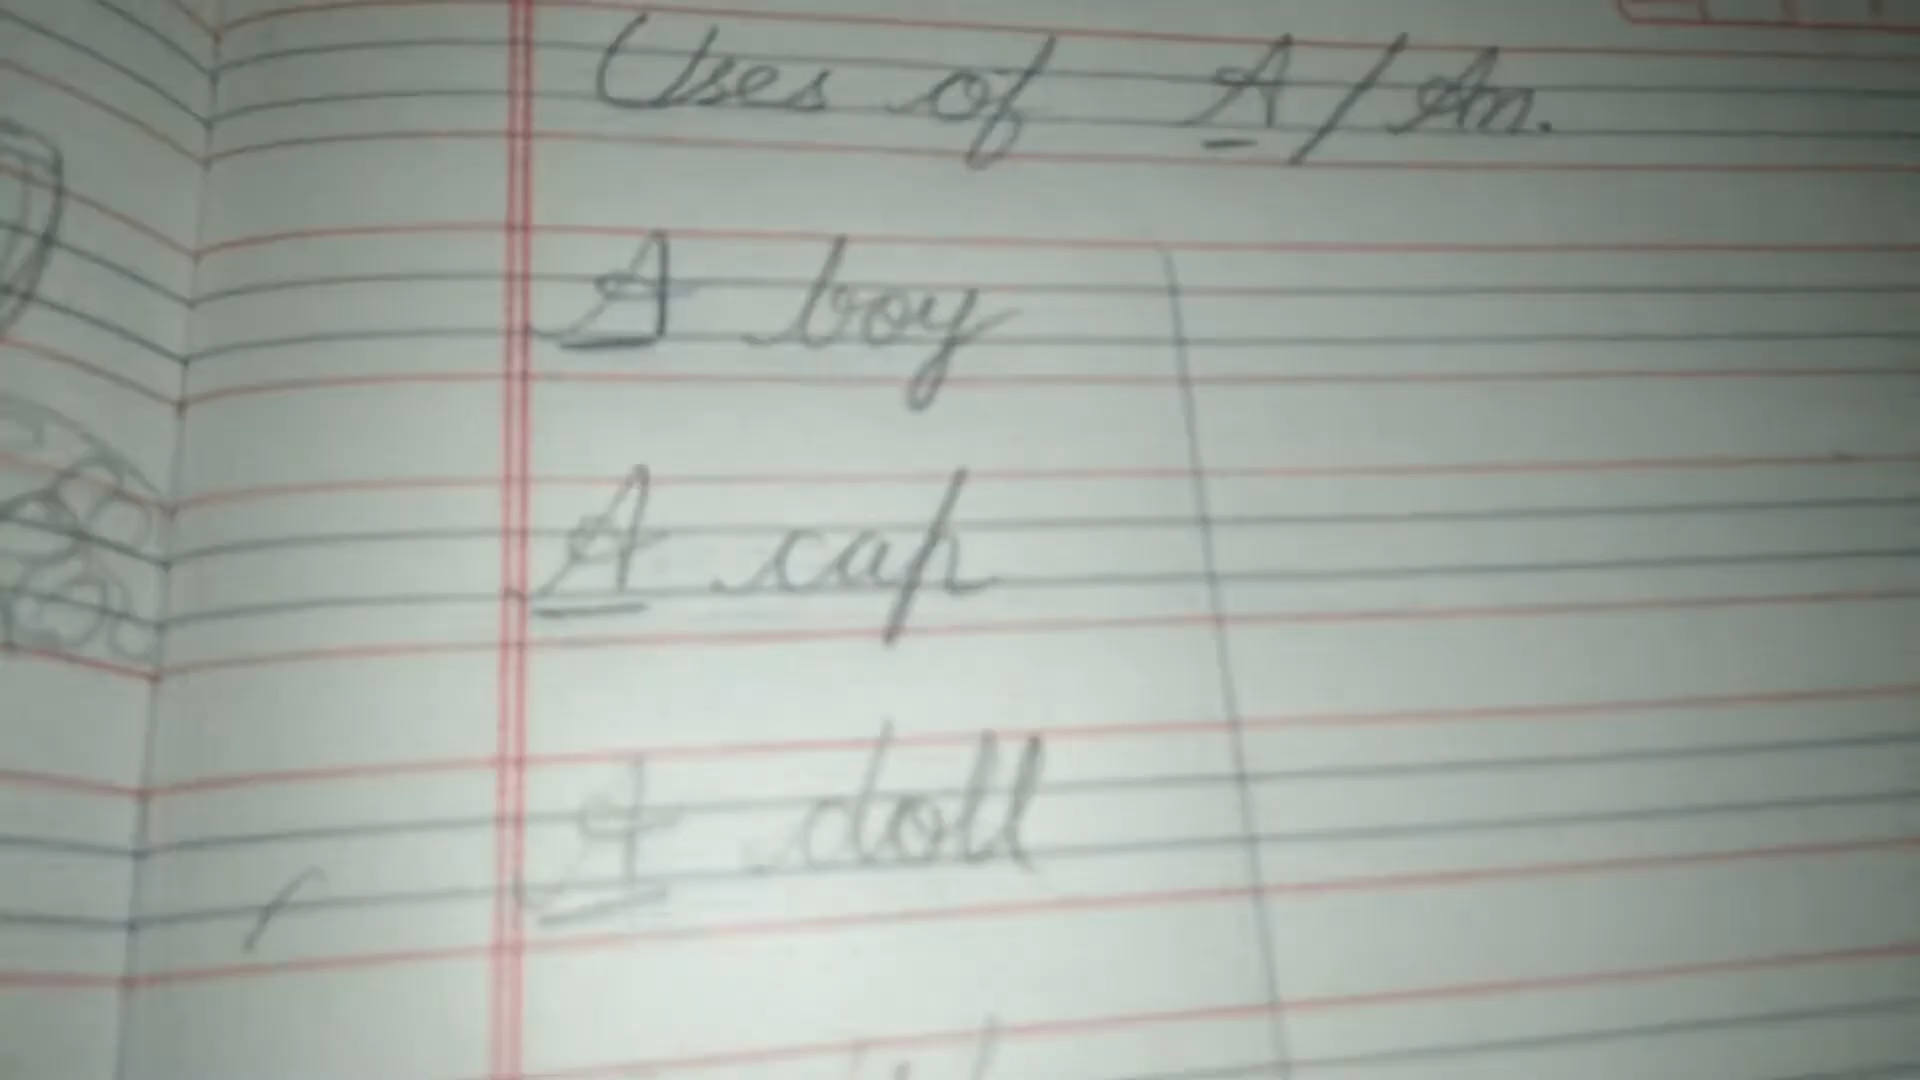 Uses of A/An.
A boy
A cap
A doll